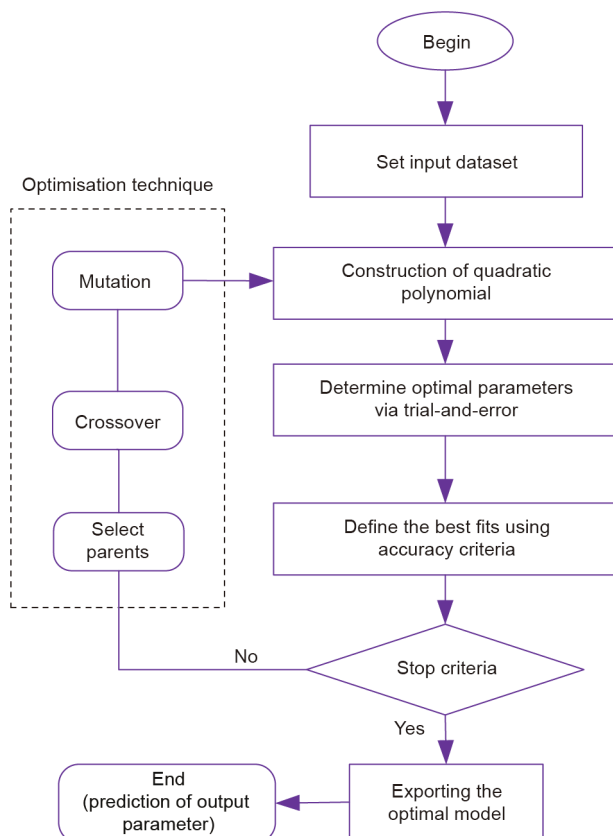 Begin
Set input dataset
Optimisation technique
Mutation
Construction of quadratic
polynomial
Determine optimal parameters
via trial-and-error
Crossover
Select
parents
Define the best fits using
accuracy criteria
No
Stop criteria
Yes
End
(prediction of output
parameter)
Exporting the
optimal model